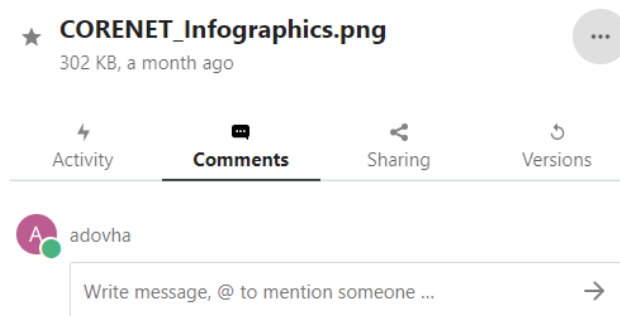 CORENET_Infographics.png
302 KB, a month ago
Activity Comments Sharing Versions
A adovha
Write message, @ to mention someone ...